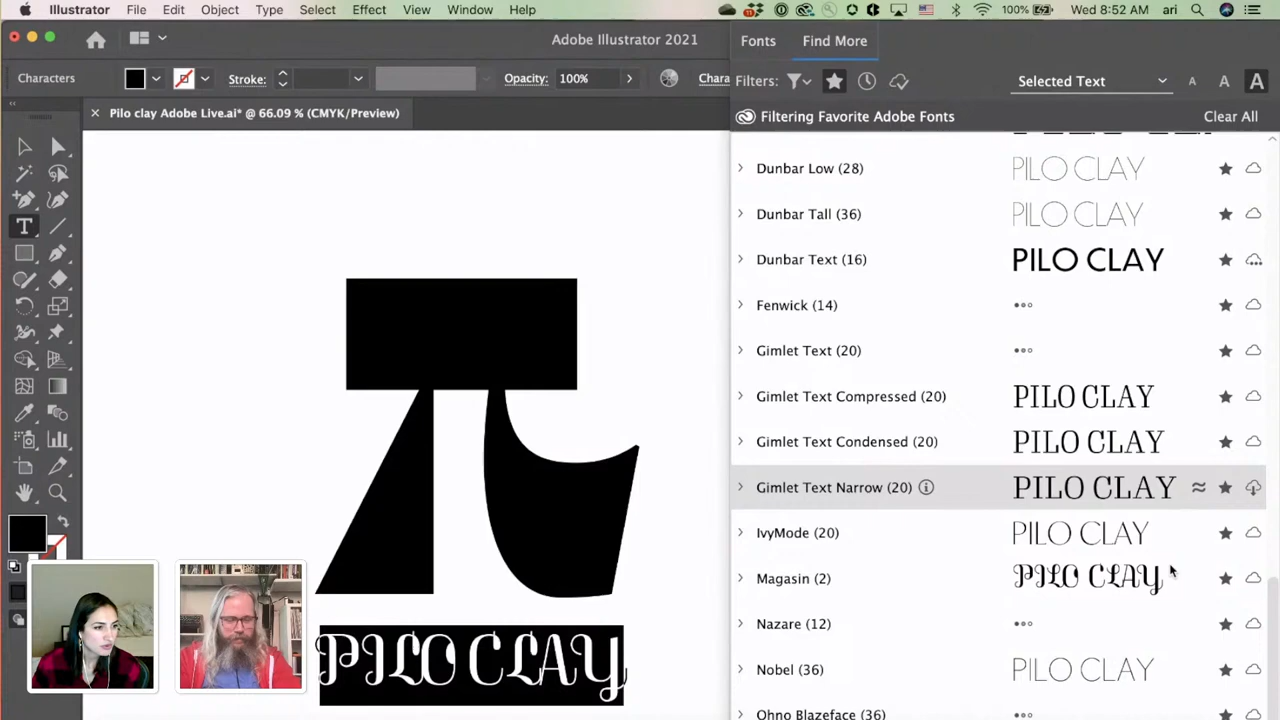 Illustrator File Edit Object Type Select Effect View Window Help 100% Wed 8:52 AM ari
Adobe Illustrator 2021
Characters Stroke: Opacity: 100% Chara
Pilo clay Adobe Live.ai* @ 66.09 % (CMYK/Preview)
PILO CLAY
Fonts Find More
Filters: Selected Text A A A
Filtering Favorite Adobe Fonts Clear All
Dunbar Low (28) PILO CLAY
Dunbar Tall (36) PILO CLAY
Dunbar Text (16) PILO CLAY
Fenwick (14)
Gimlet Text (20)
Gimlet Text Compressed (20) PILO CLAY
Gimlet Text Condensed (20) PILO CLAY
Gimlet Text Narrow (20) PILO CLAY
IvyMode (20) PILO CLAY
Magasin (2) PILO CLAY
Nazare (12)
Nobel (36) PILO CLAY
Ohno Blazeface (36)